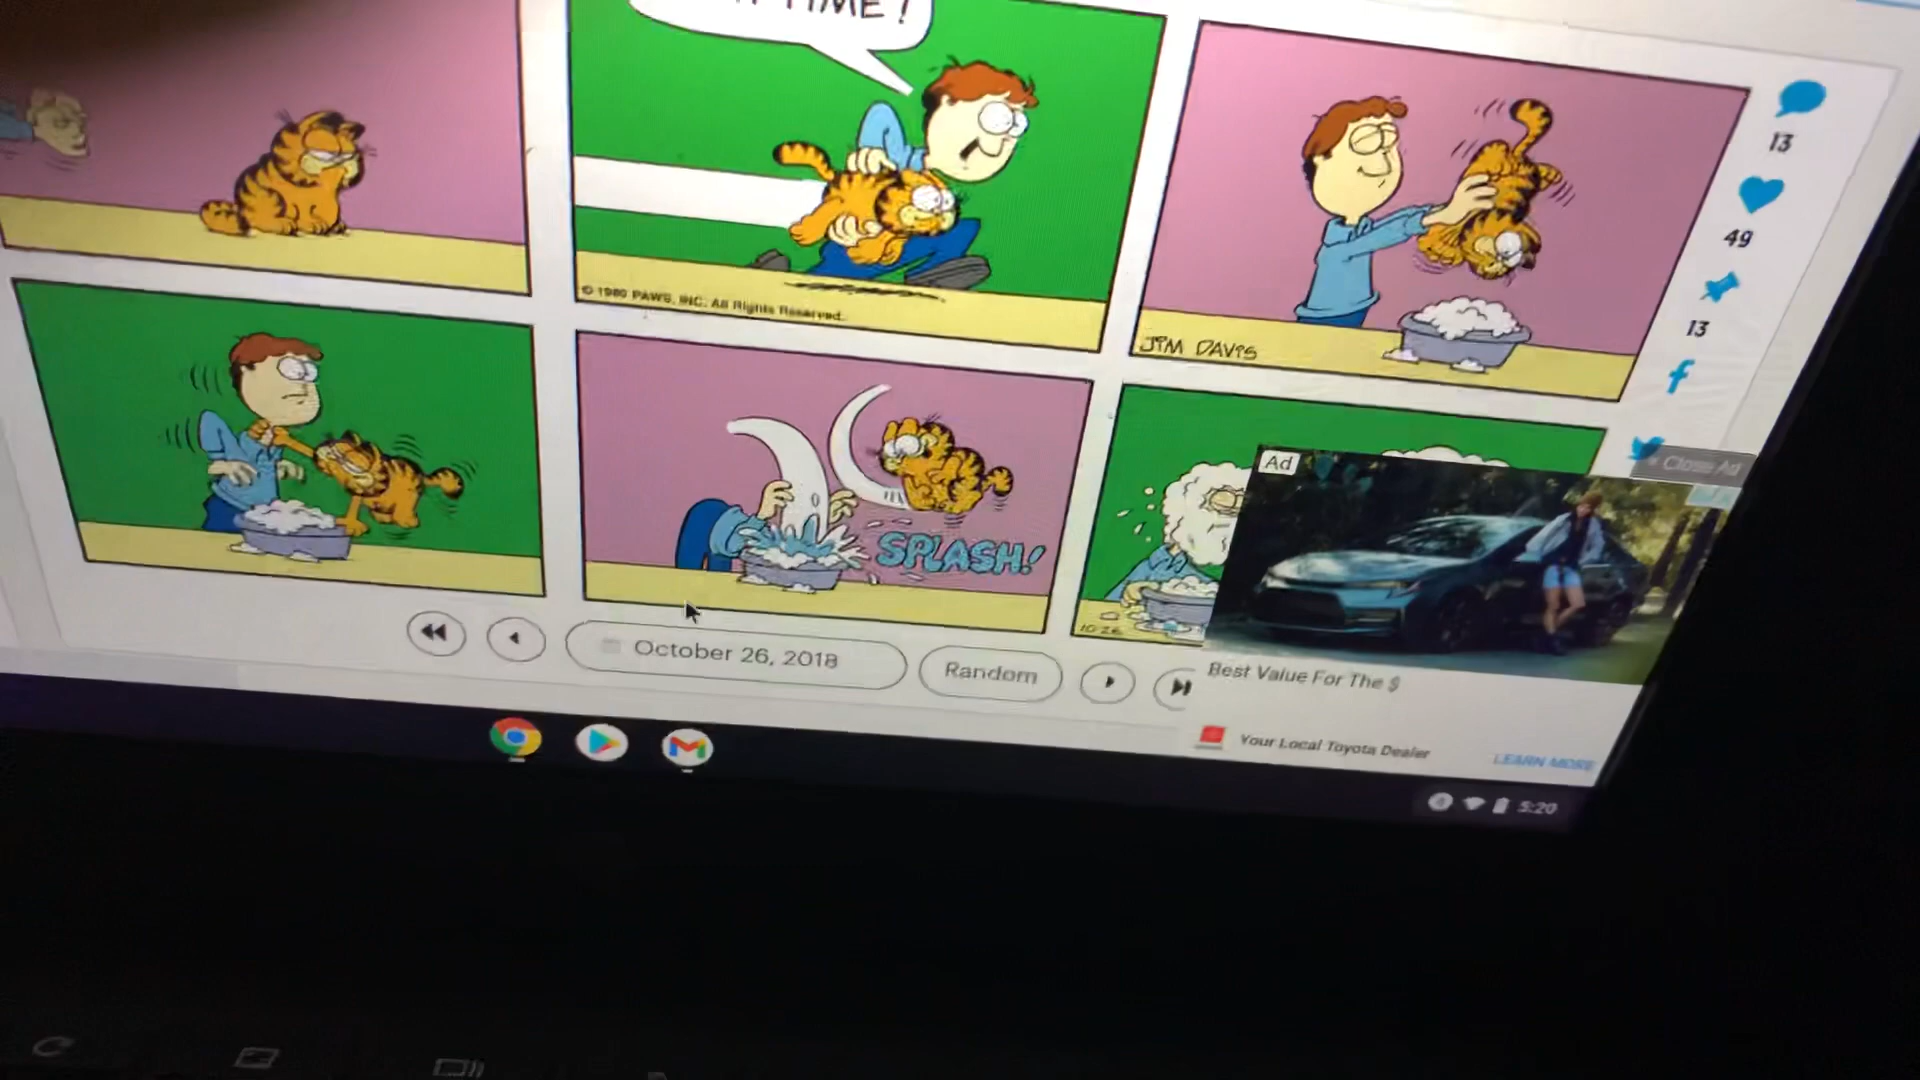 TIME!
© 1980 PAWS, INC. All Rights Reserved.
JIM DAVIS
SPLASH!
10-26
13
49
13
Ad
Close Ad
October 26, 2018
Random
Best Value For The $
Your Local Toyota Dealer
LEARN MORE
5:20